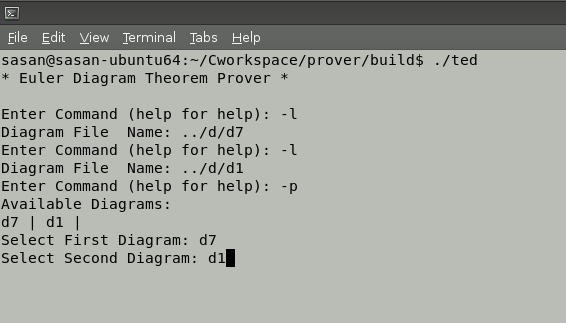 File Edit View Terminal Tabs Help
sasan@sasan-ubuntu64:~/Cworkspace/prover/build$ ./ted
* Euler Diagram Theorem Prover *
Enter Command (help for help): -l
Diagram File  Name: ../d/d7
Enter Command (help for help): -l
Diagram File  Name: ../d/d1
Enter Command (help for help): -p
Available Diagrams:
d7 | d1 |
Select First Diagram: d7
Select Second Diagram: d1